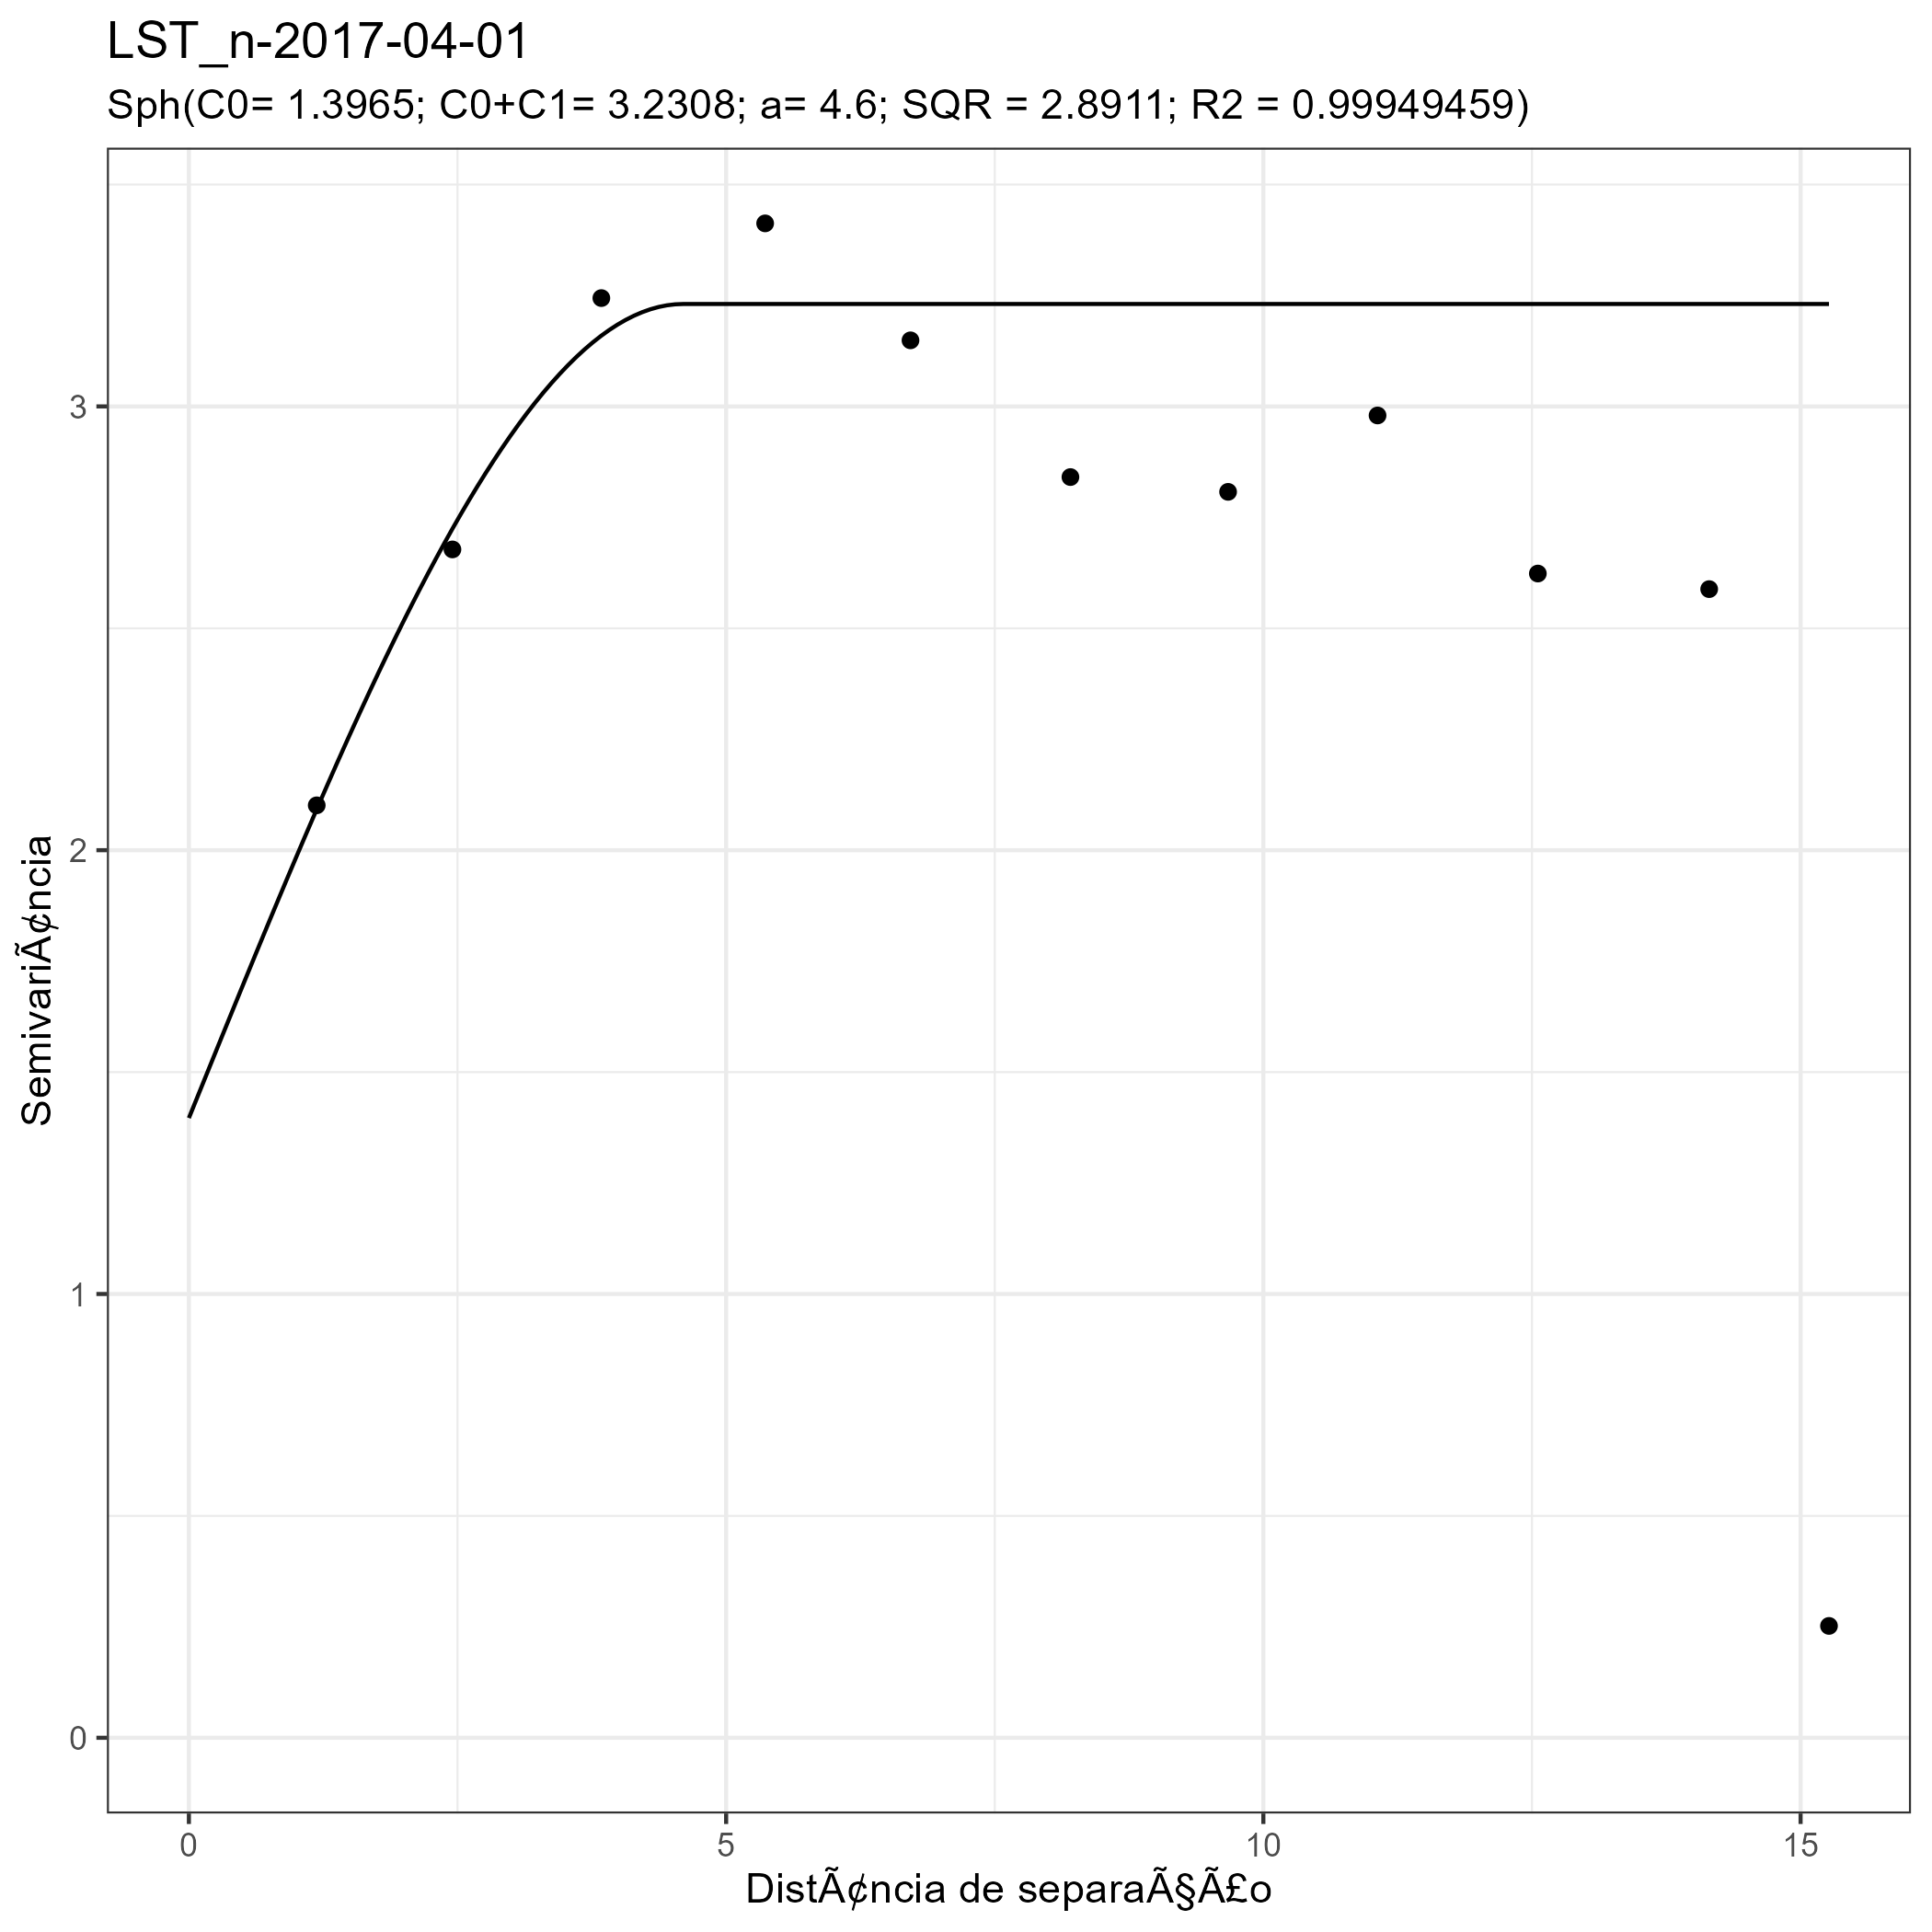 LST_n-2017-04-01
Sph(C0= 1.3965; C0+C1= 3.2308; a= 4.6; SQR = 2.8911; R2 = 0.99949459)
SemivariÃ¢ncia
3
2
1
0
0 5 10 15
DistÃ¢ncia de separaÃ§Ã£o